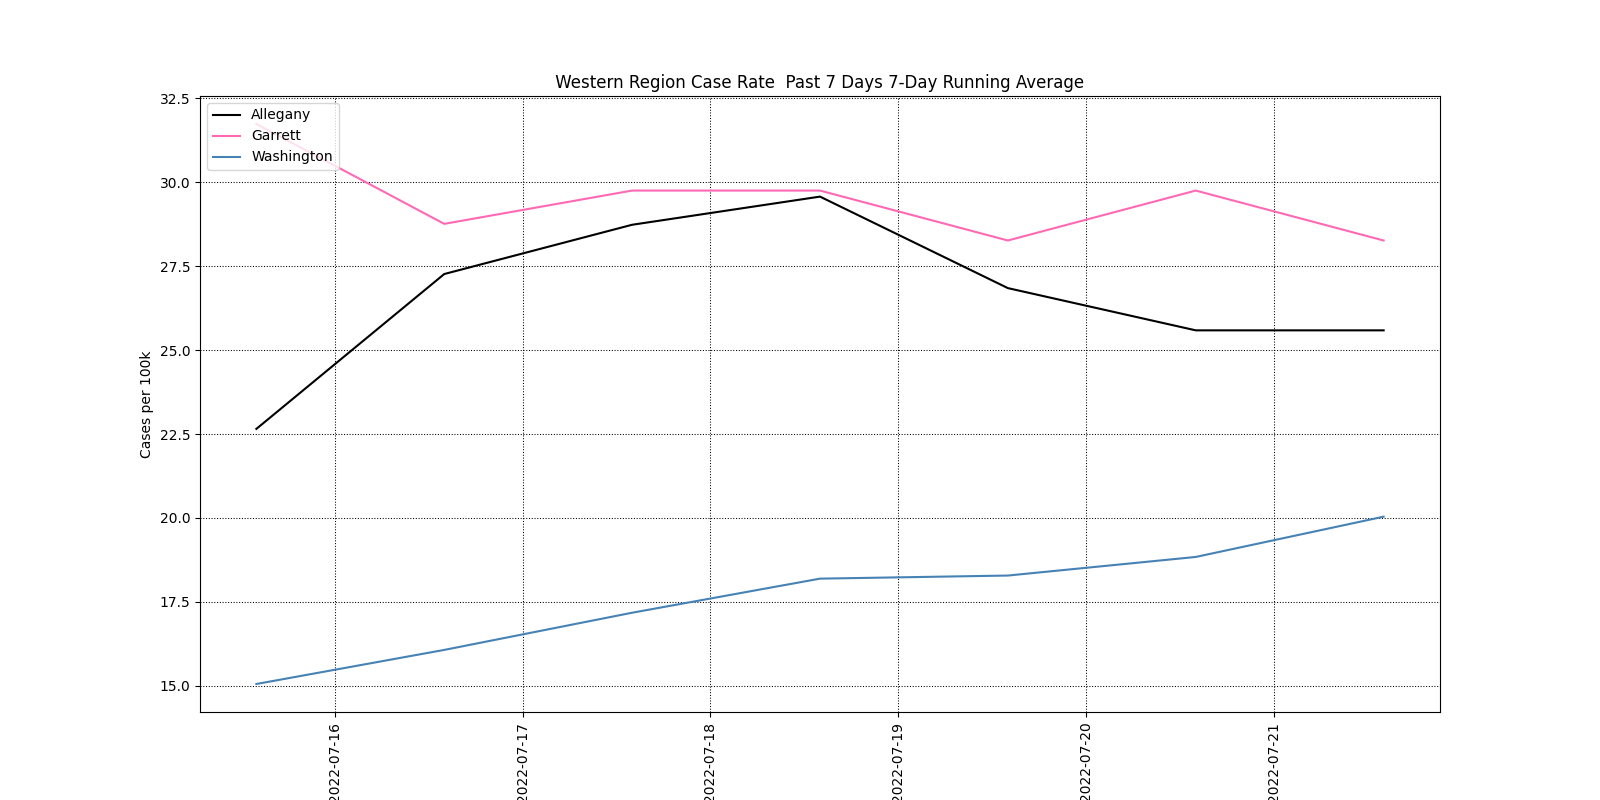 Western Region Case Rate  Past 7 Days 7-Day Running Average
32.5
30.0
27.5
25.0
22.5
20.0
17.5
15.0
Cases per 100k
Allegany
Garrett
Washington
2022-07-16
2022-07-17
2022-07-18
2022-07-19
2022-07-20
2022-07-21